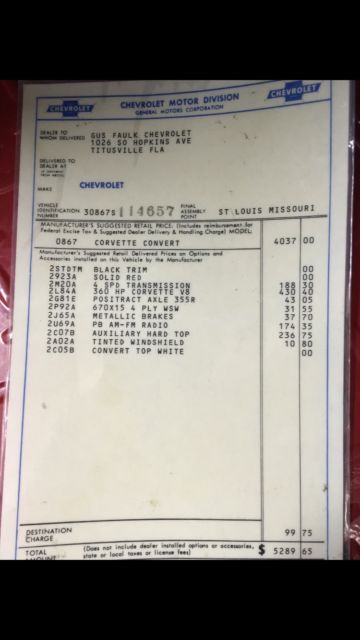 CHEVROLET CHEVROLET MOTOR DIVISION CHEVROLET
GENERAL MOTORS CORPORATION
DEALER TO
WHOM DELIVERED
GUS FAULK CHEVROLET
1026 SO HOPKINS AVE
TITUSVILLE FLA
DELIVERED TO
DEALER AT
MAKE CHEVROLET
VEHICLE
IDENTIFICATION
NUMBER
30867S114657V8
FINAL
ASSEMBLY
POINT
ST LOUIS MISSOURI
MANUFACTURER'S SUGGESTED RETAIL PRICE: (Includes reimbursement for
Federal Excise Tax & Suggested Dealer Delivery & Handling Charge) MODEL:
0867 CORVETTE CONVERT 4037 00
Manufacturer's Suggested Retail Delivered Prices on Options and
Accessories installed on this Vehicle by the Manufacturer
2STDTM BLACK TRIM 00
2923A SOLID RED 00
2M20A 4 SPD TRANSMISSION 188 30
2L84A 360 HP CORVETTE V8 430 40
2G81E POSITRACT AXLE 355R 43 05
2P92A 670X15 4 PLY WSW 31 55
2J65A METALLIC BRAKES 37 70
2U69A PB AM-FM RADIO 174 35
2C07B AUXILIARY HARD TOP 236 75
2A02A TINTED WINDSHIELD 10 80
2C05B CONVERT TOP WHITE 00
DESTINATION
CHARGE 99 75
TOTAL
AMOUNT
(Does not include dealer installed options or accessories,
state or local taxes or license fees)
$ 5289 65